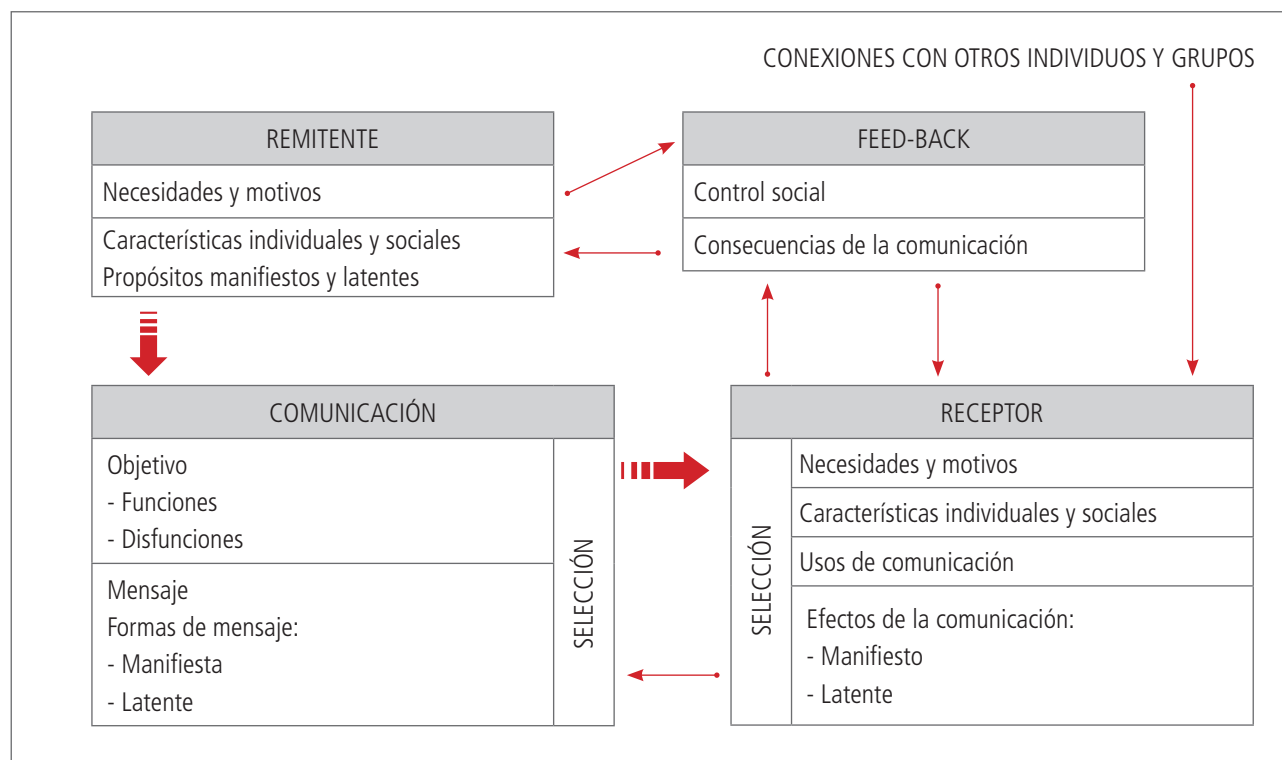 CONEXIONES CON OTROS INDIVIDUOS Y GRUPOS
REMITENTE
Necesidades y motivos
Características individuales y sociales
Propósitos manifiestos y latentes
FEED-BACK
Control social
Consecuencias de la comunicación
COMUNICACIÓN
Objetivo
- Funciones
- Disfunciones
Mensaje
Formas de mensaje:
- Manifiesta
- Latente
SELECCIÓN
RECEPTOR
SELECCIÓN
Necesidades y motivos
Características individuales y sociales
Usos de comunicación
Efectos de la comunicación:
- Manifiesto
- Latente